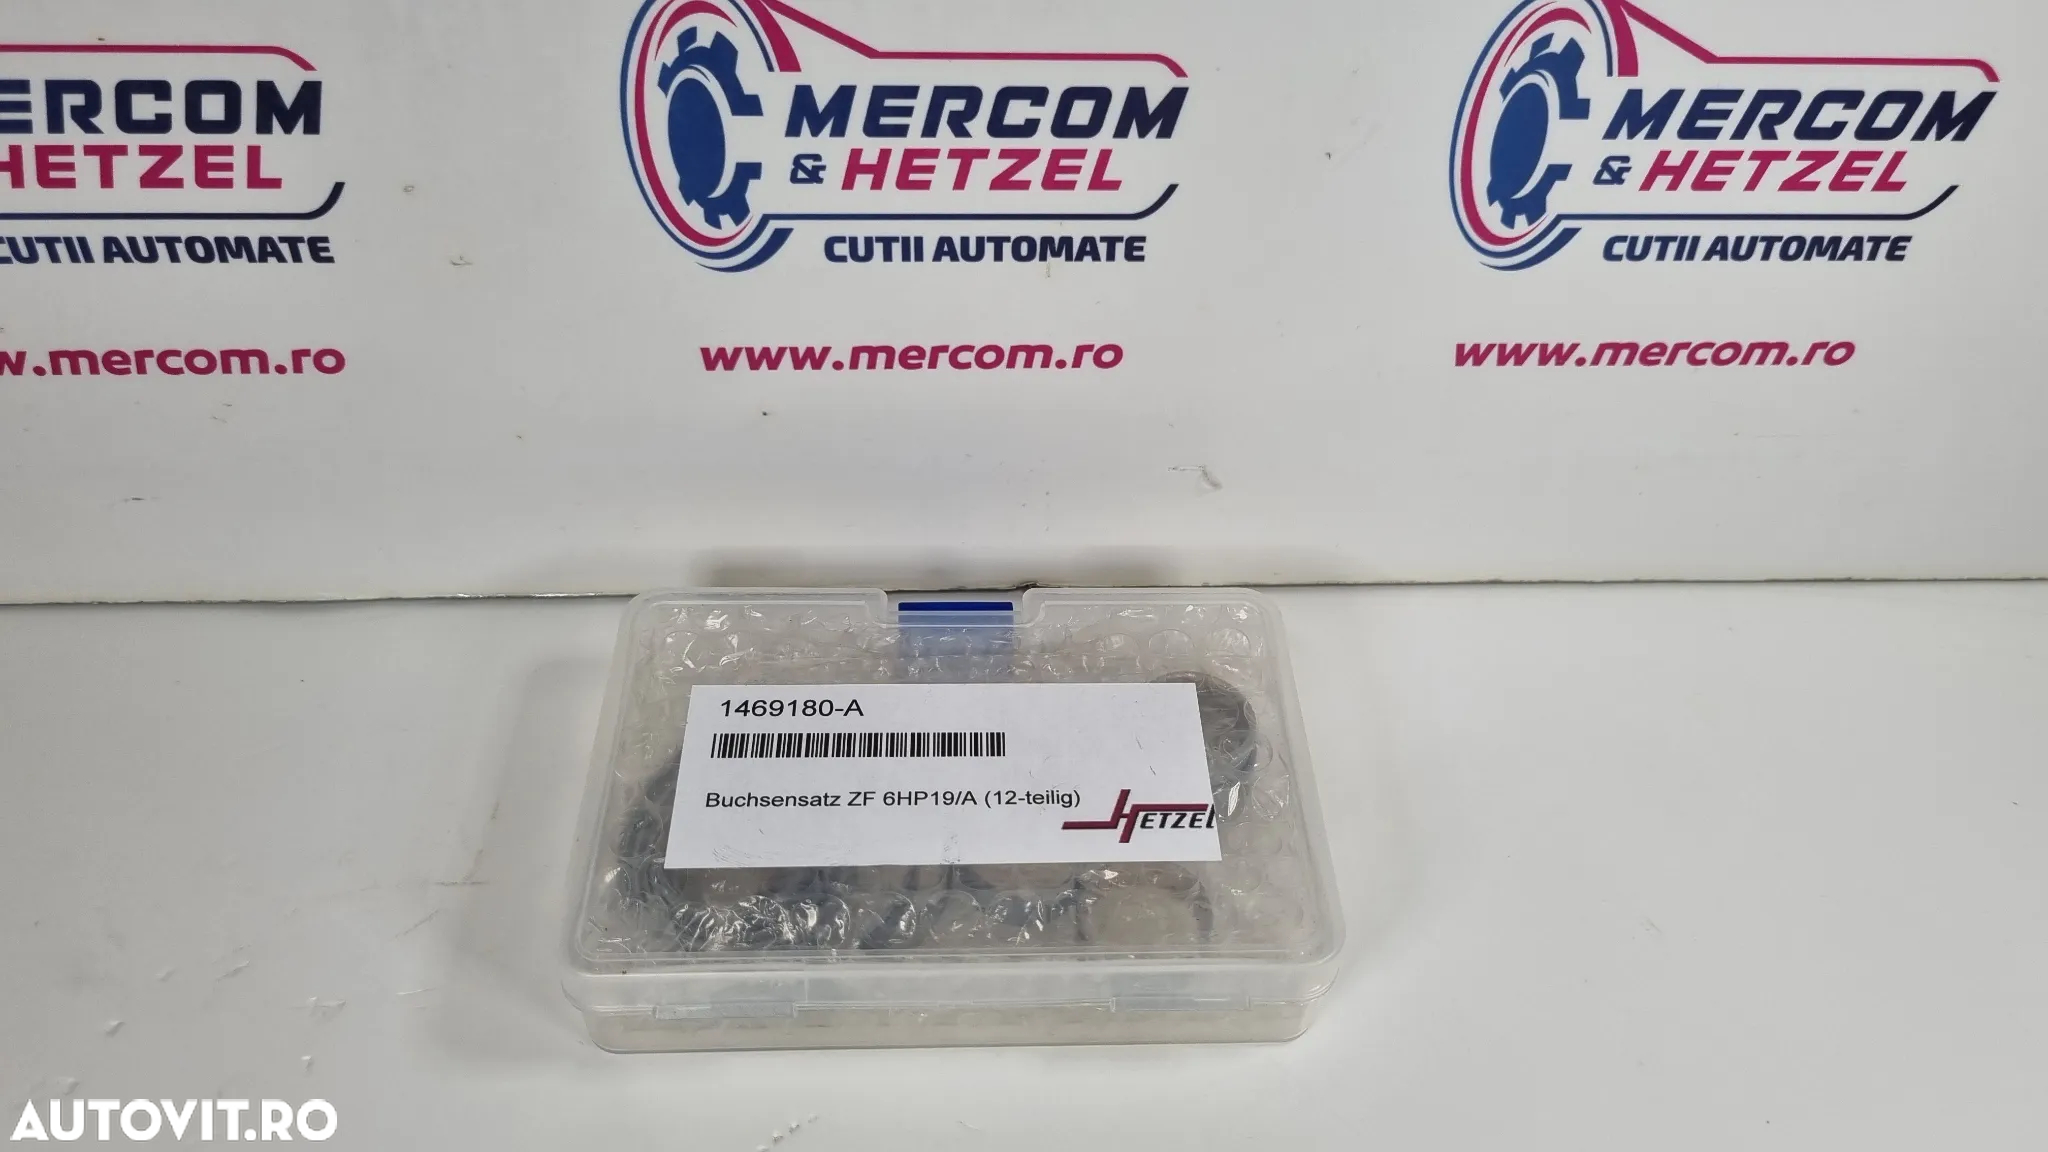 ERCOM
HETZEL
CUTII AUTOMATE
w.mercom.ro
MERCOM
& HETZEL
CUTII AUTOMATE
www.mercom.ro
MERCOM
& HETZEL
CUTII AUTOMATE
www.mercom.ro
1469180-A
Buchsensatz ZF 6HP19/A (12-teilig)
HETZEL
AUTOVIT.RO